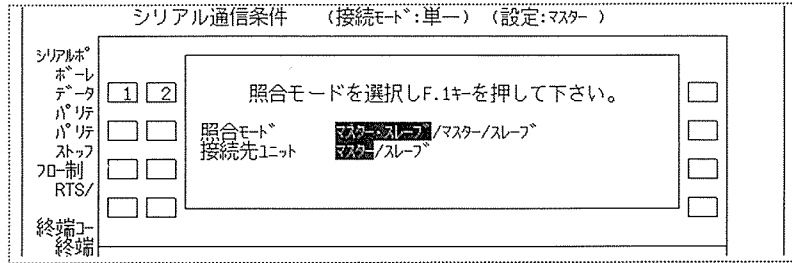 シリアル通信条件 (接続ﾓｰﾄﾞ:単一) (設定:ﾏｽﾀｰ )
ｼﾘｱﾙﾎﾟ
ﾎﾞｰﾚ
ﾃﾞｰﾀ
ﾊﾟﾘﾃ
ﾊﾟﾘﾃ
ｽﾄｯﾌ
ﾌﾛｰ制
RTS/
終端ｺｰ
終端
1 2
照合モードを選択しF.1ｷｰを押して下さい。
照合ﾓｰﾄﾞ ﾏｽﾀｰ・ｽﾚｰﾌﾞ/ﾏｽﾀｰ/ｽﾚｰﾌﾞ
接続先ﾕﾆｯﾄ ﾏｽﾀｰ/ｽﾚｰﾌﾞ